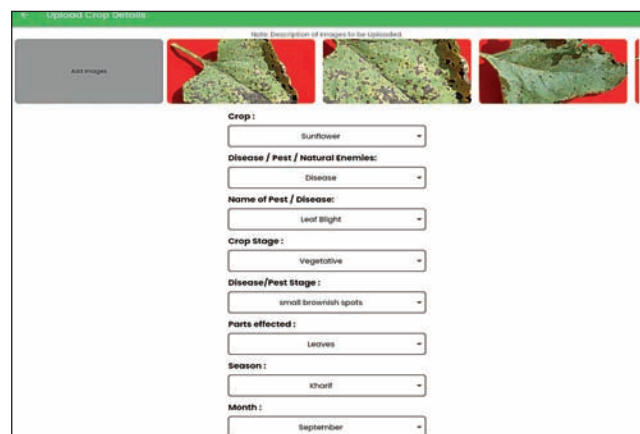 Upload Crop Details
Note: Description of images to be Uploaded
Add Images
Crop :
Sunflower
Disease / Pest / Natural Enemies:
Disease
Name of Pest / Disease:
Leaf Blight
Crop Stage :
Vegetative
Disease/Pest Stage :
small brownish spots
Parts effected :
Leaves
Season :
Kharif
Month :
September